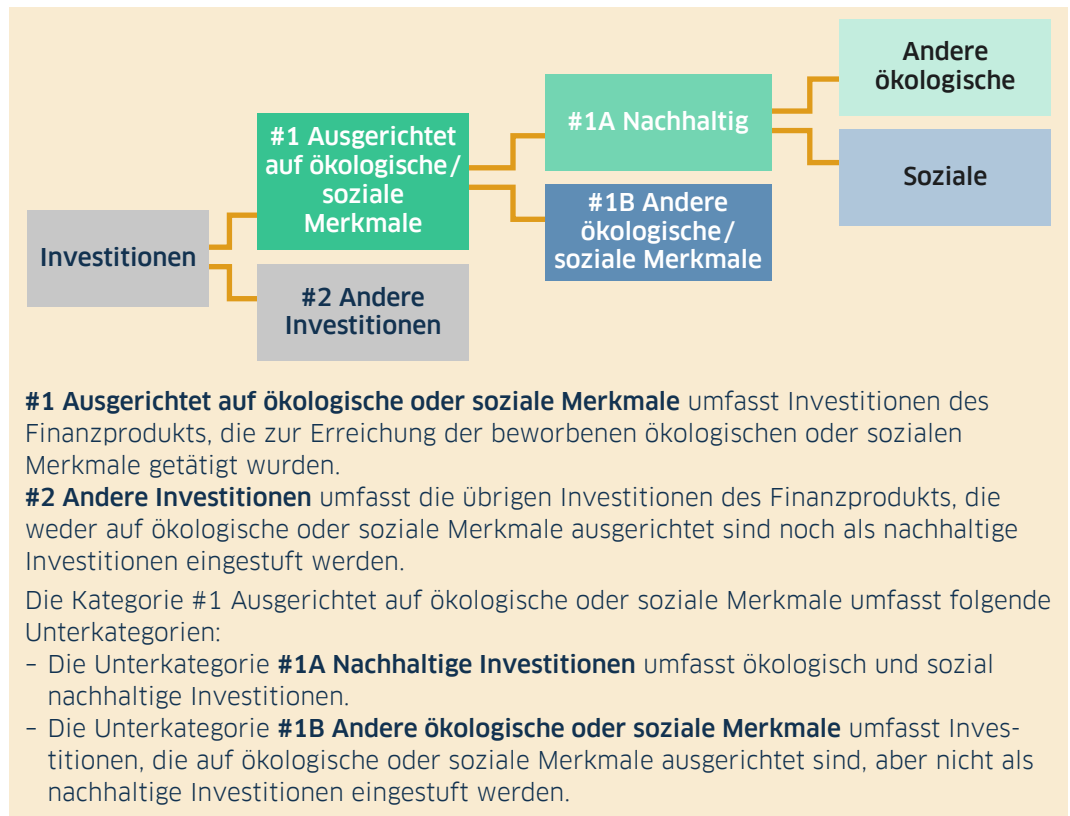 Investitionen
#1 Ausgerichtet
auf ökologische/
soziale
Merkmale
#2 Andere
Investitionen
#1A Nachhaltig
#1B Andere
ökologische/
soziale Merkmale
Andere
ökologische
Soziale
#1 Ausgerichtet auf ökologische oder soziale Merkmale umfasst Investitionen des
Finanzprodukts, die zur Erreichung der beworbenen ökologischen oder sozialen
Merkmale getätigt wurden.
#2 Andere Investitionen umfasst die übrigen Investitionen des Finanzprodukts, die
weder auf ökologische oder soziale Merkmale ausgerichtet sind noch als nachhaltige
Investitionen eingestuft werden.
Die Kategorie #1 Ausgerichtet auf ökologische oder soziale Merkmale umfasst folgende
Unterkategorien:
– Die Unterkategorie #1A Nachhaltige Investitionen umfasst ökologisch und sozial
nachhaltige Investitionen.
– Die Unterkategorie #1B Andere ökologische oder soziale Merkmale umfasst Inves-
titionen, die auf ökologische oder soziale Merkmale ausgerichtet sind, aber nicht als
nachhaltige Investitionen eingestuft werden.